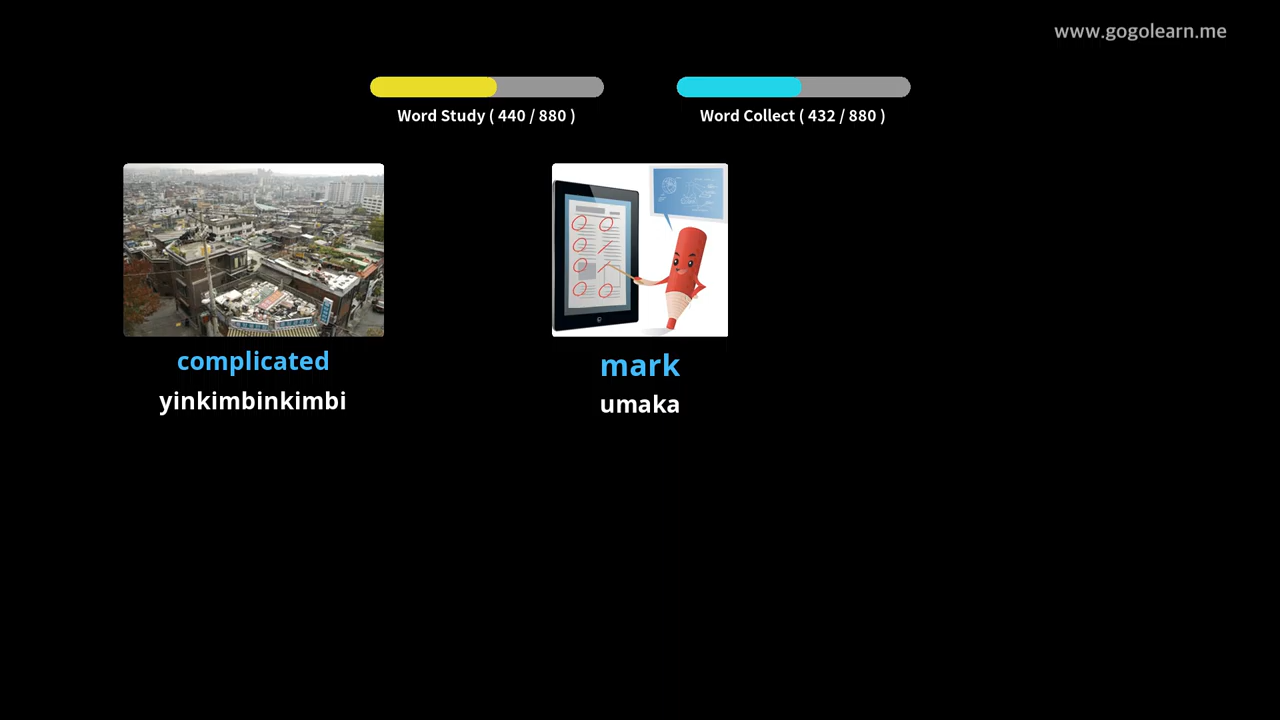 www.gogolearn.me
Word Study ( 440 / 880 )
Word Collect ( 432 / 880 )
complicated
yinkimbinkimbi
mark
umaka